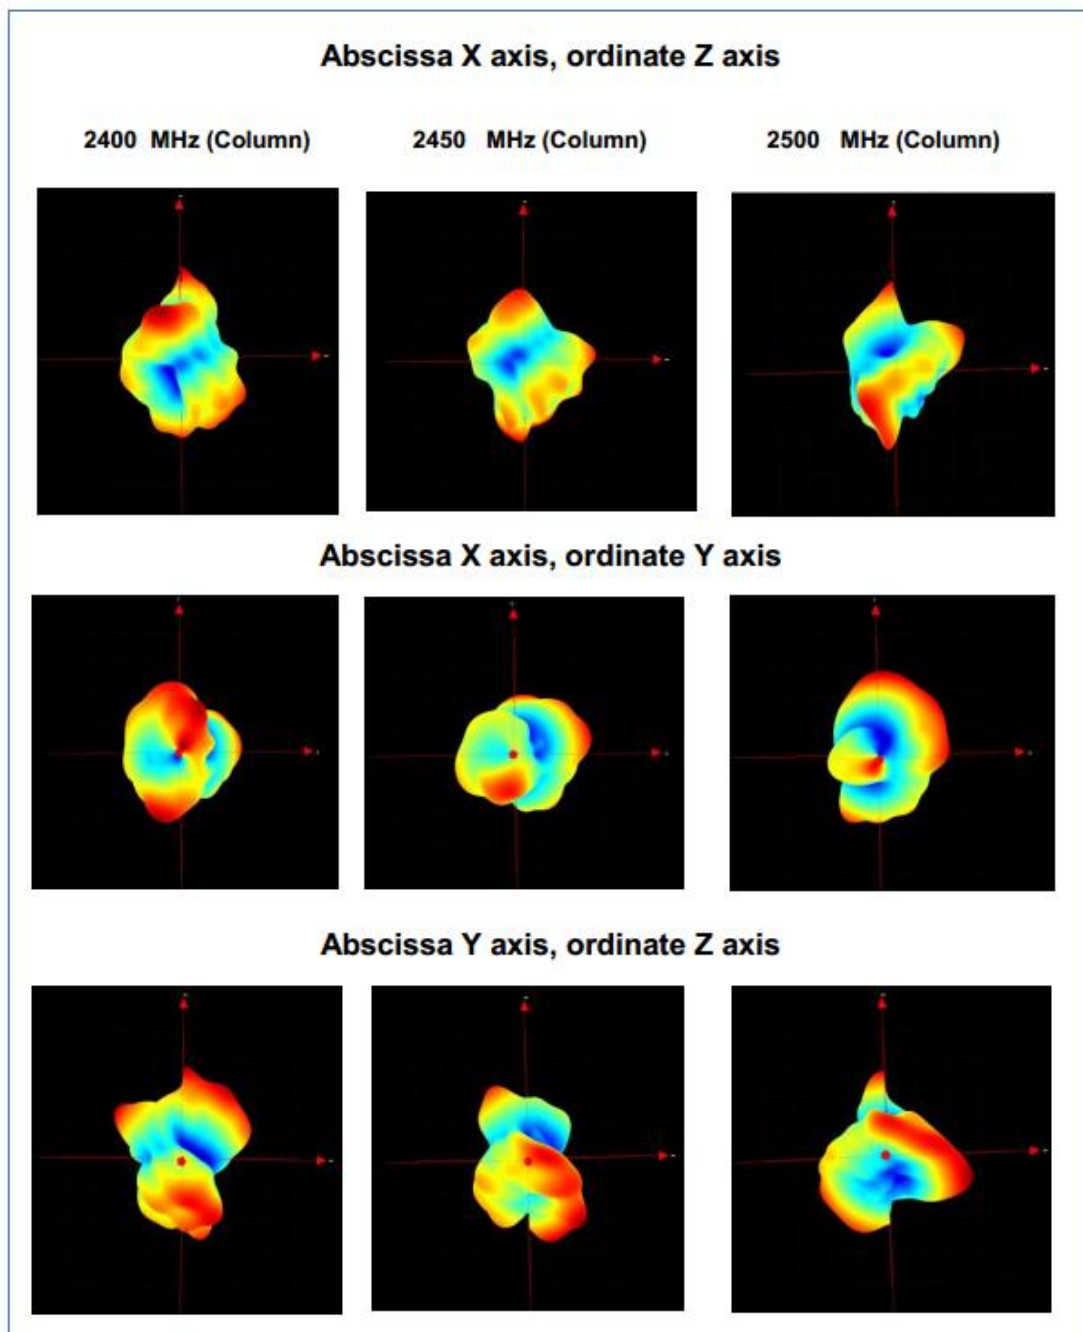 Abscissa X axis, ordinate Z axis
2400 MHz (Column) 2450 MHz (Column) 2500 MHz (Column)
Abscissa X axis, ordinate Y axis
Abscissa Y axis, ordinate Z axis